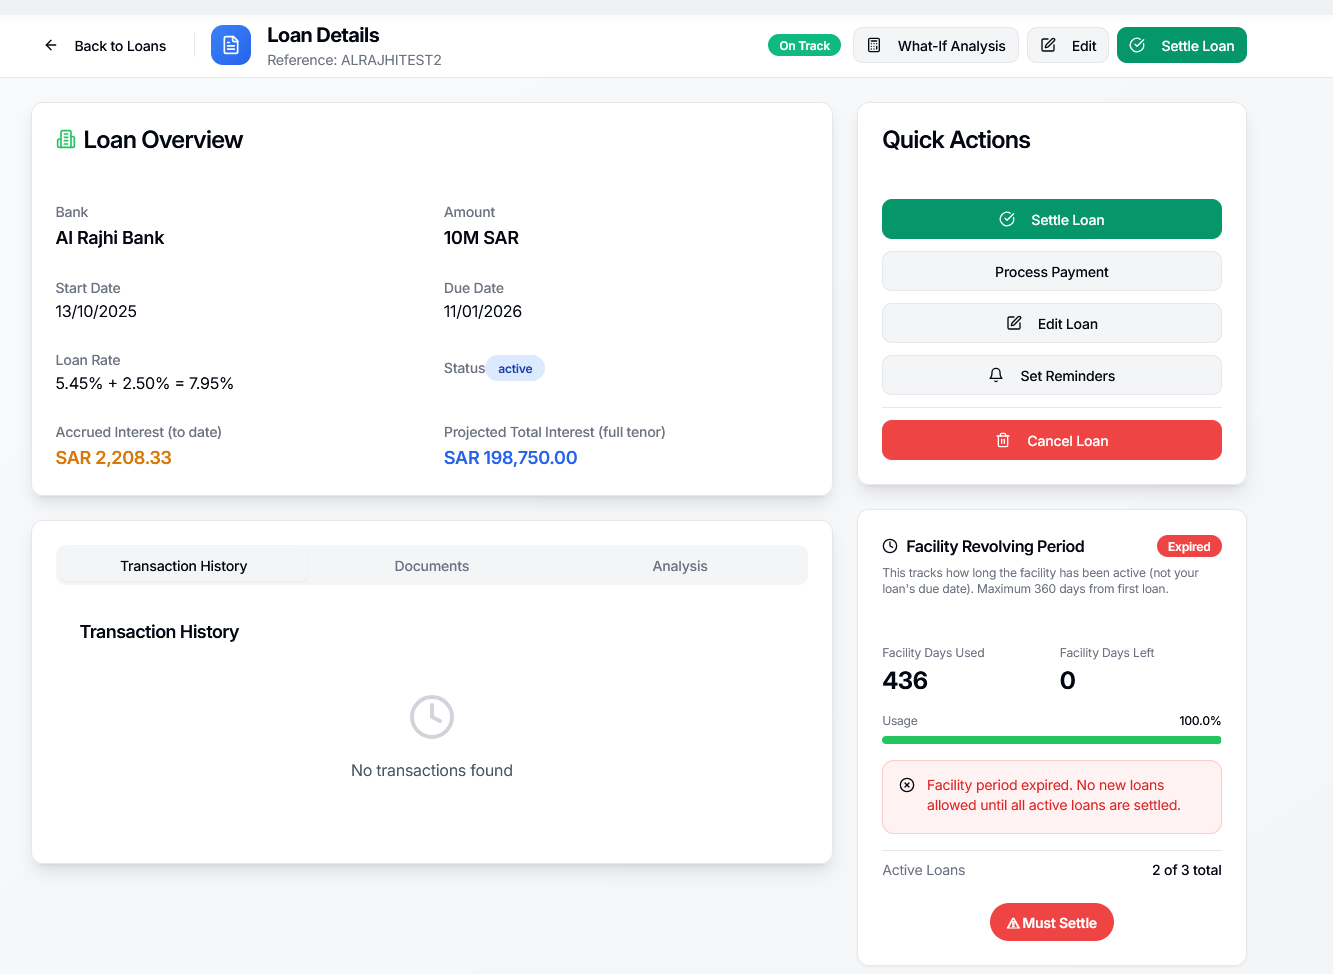 Back to Loans
Loan Details
Reference: ALRAJHITEST2
On Track
What-If Analysis
Edit
Settle Loan
Loan Overview
Bank
Al Rajhi Bank
Amount
10M SAR
Start Date
13/10/2025
Due Date
11/01/2026
Loan Rate
5.45% + 2.50% = 7.95%
Status active
Accrued Interest (to date)
SAR 2,208.33
Projected Total Interest (full tenor)
SAR 198,750.00
Transaction History
Documents
Analysis
Transaction History
No transactions found
Quick Actions
Settle Loan
Process Payment
Edit Loan
Set Reminders
Cancel Loan
Facility Revolving Period
Expired
This tracks how long the facility has been active (not your
loan's due date). Maximum 360 days from first loan.
Facility Days Used
436
Facility Days Left
0
Usage
100.0%
Facility period expired. No new loans
allowed until all active loans are settled.
Active Loans
2 of 3 total
Must Settle